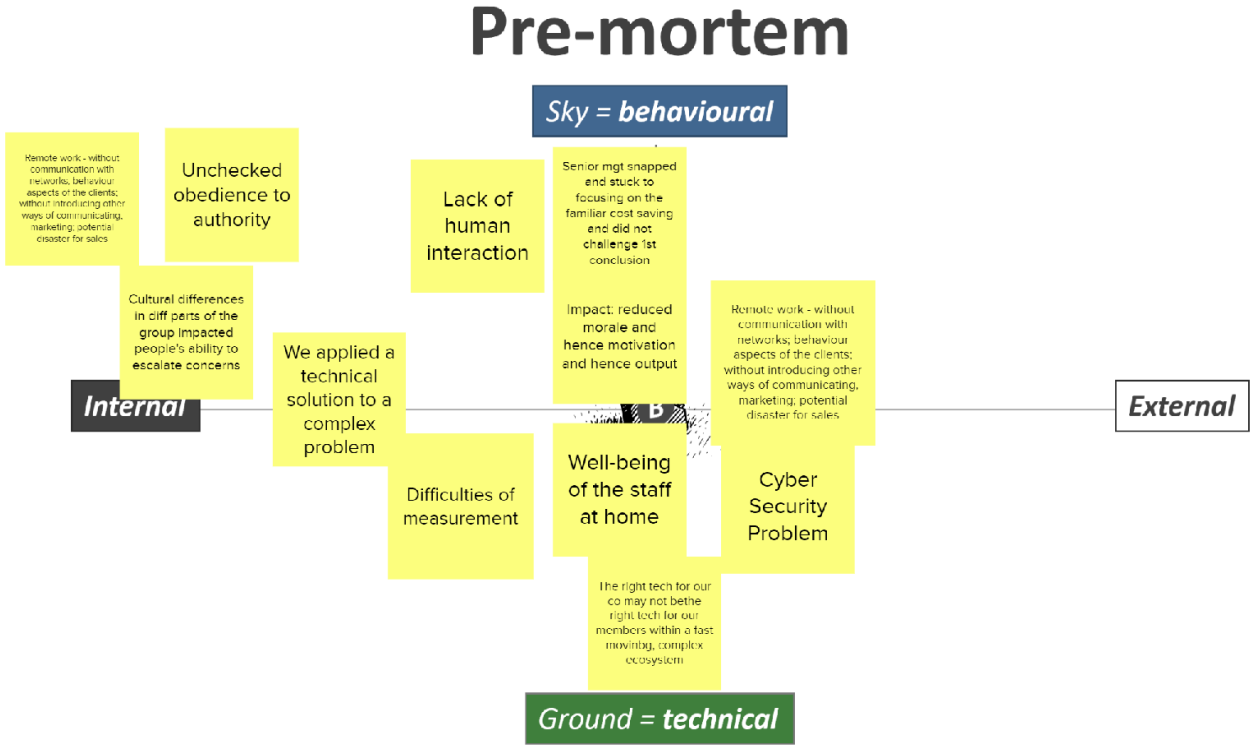 Pre-mortem
Sky = behavioural
Remote work - without
communication with
networks; behaviour
aspects of the clients;
without introducing other
ways of communicating,
marketing; potential
disaster for sales
Unchecked
obedience to
authority
Lack of
human
interaction
Senior mgt snapped
and stuck to
focusing on the
familiar cost saving
and did not
challenge 1st
conclusion
Impact: reduced
morale and
hence motivation
and hence output
Cultural differences
in diff parts of the
group impacted
people's ability to
escalate concerns
Remote work - without
communication with
networks; behaviour
aspects of the clients;
without introducing other
ways of communicating,
marketing; potential
disaster for sales
We applied a
technical
solution to a
complex
problem
Internal
B
External
Difficulties of
measurement
Well-being
of the staff
at home
Cyber
Security
Problem
The right tech for our
co may not bethe
right tech for our
members within a fast
movinbg, complex
ecosystem
Ground = technical